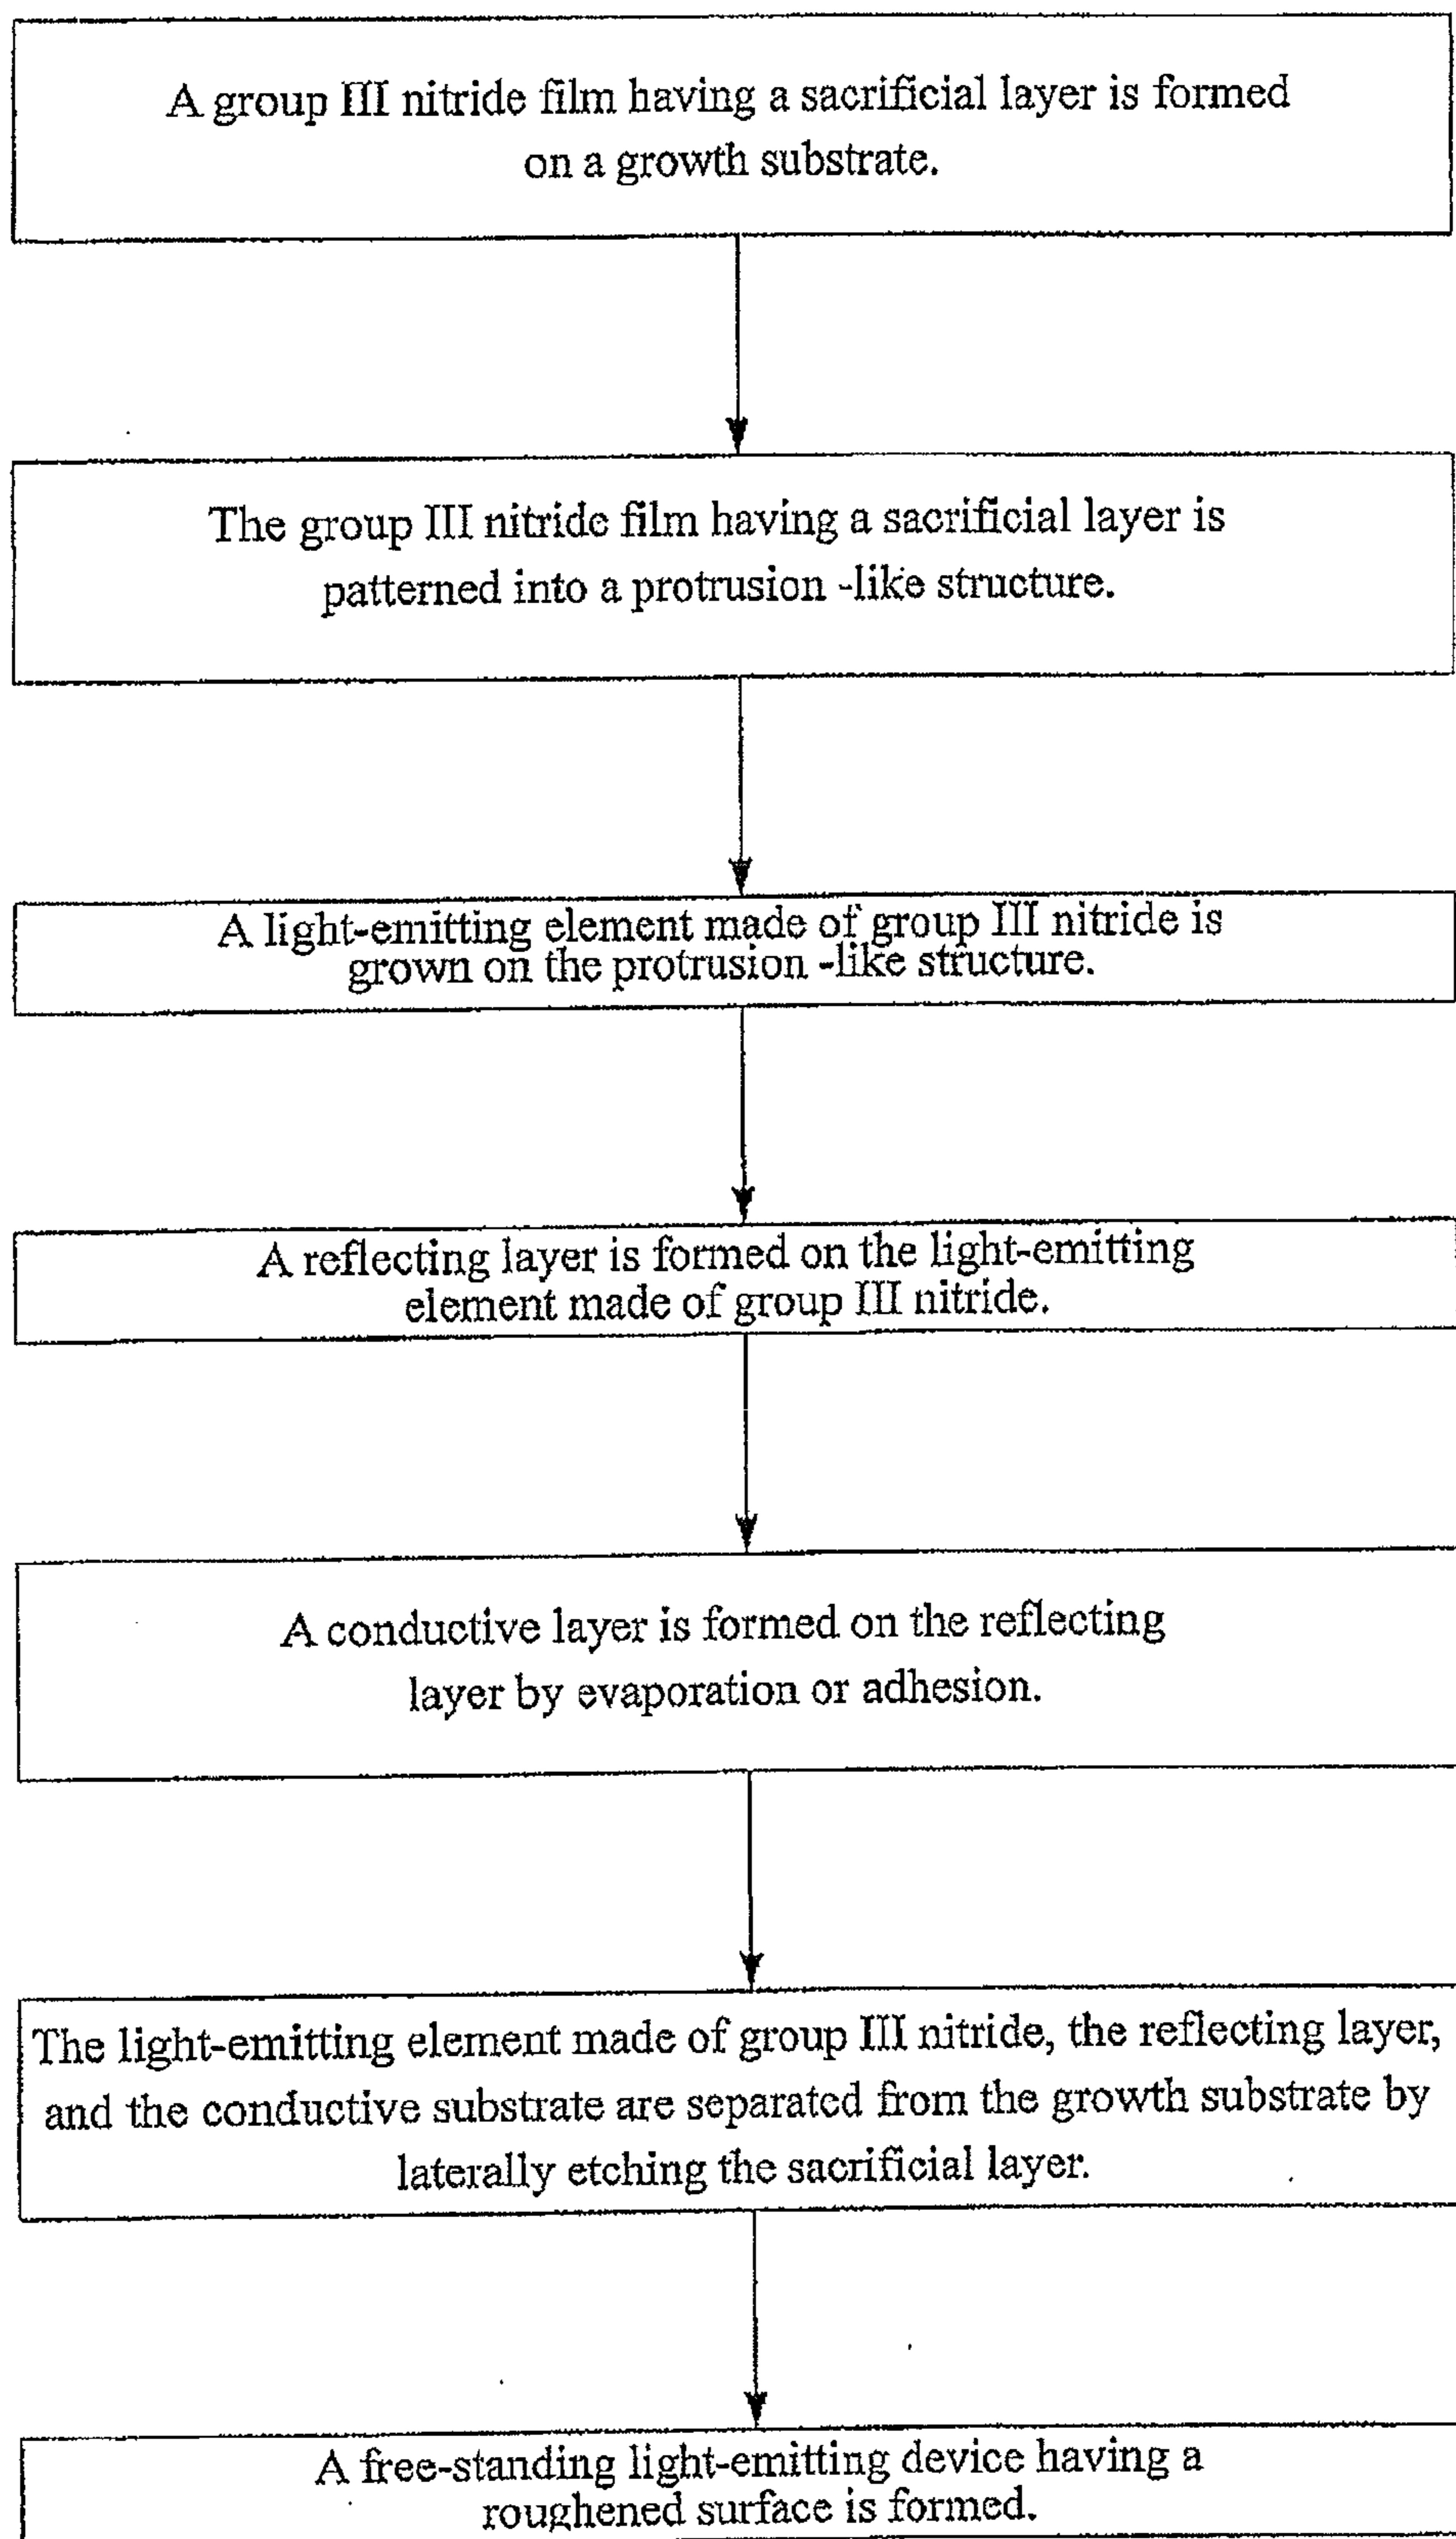 A group III nitride film having a sacrificial layer is formed
on a growth substrate.
The group III nitride film having a sacrificial layer is
patterned into a protrusion -like structure.
A light-emitting element made of group III nitride is
grown on the protrusion -like structure.
A reflecting layer is formed on the light-emitting
element made of group III nitride.
A conductive layer is formed on the reflecting
layer by evaporation or adhesion.
The light-emitting element made of group III nitride, the reflecting layer,
and the conductive substrate are separated from the growth substrate by
laterally etching the sacrificial layer.
A free-standing light-emitting device having a
roughened surface is formed.